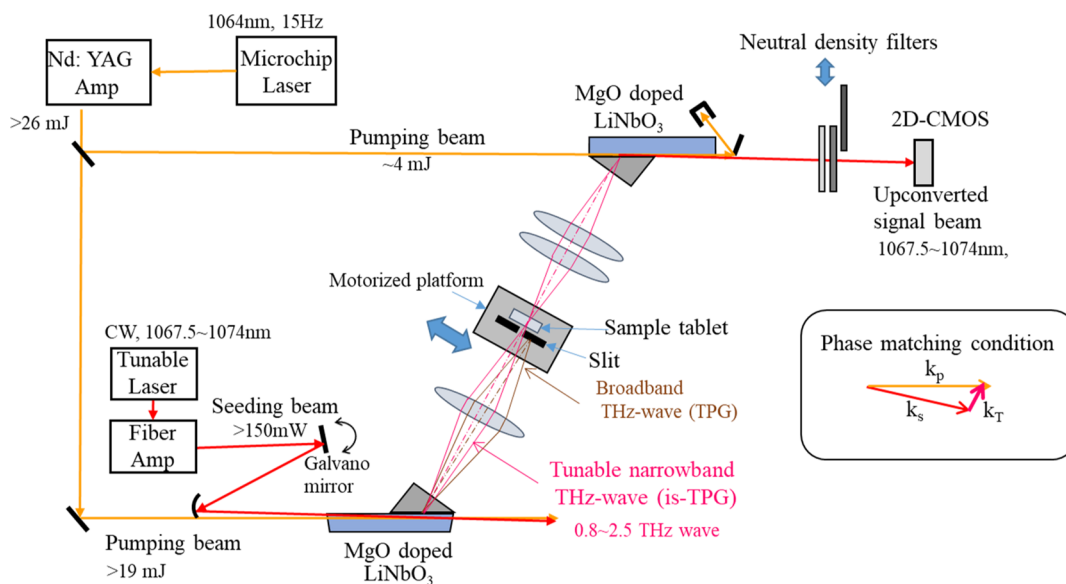 1064nm, 15Hz
Nd: YAG
Amp
Microchip
Laser
>26 mJ
Pumping beam
~4 mJ
MgO doped
LiNbO3
Neutral density
filters
2D-CMOS
Upconverted
signal beam
1067.5~1074nm,
Motorized platform
Sample tablet
Slit
Broadband
THz-wave (TPG)
CW, 1067.5~1074nm
Tunable
Laser
Fiber
Amp
Seeding beam
>150mW
Galvano
mirror
Tunable narrowband
THz-wave (is-TPG)
0.8~2.5 THz wave
Pumping beam
>19 mJ
MgO doped
LiNbO3
Phase matching condition
kp
ks
kT